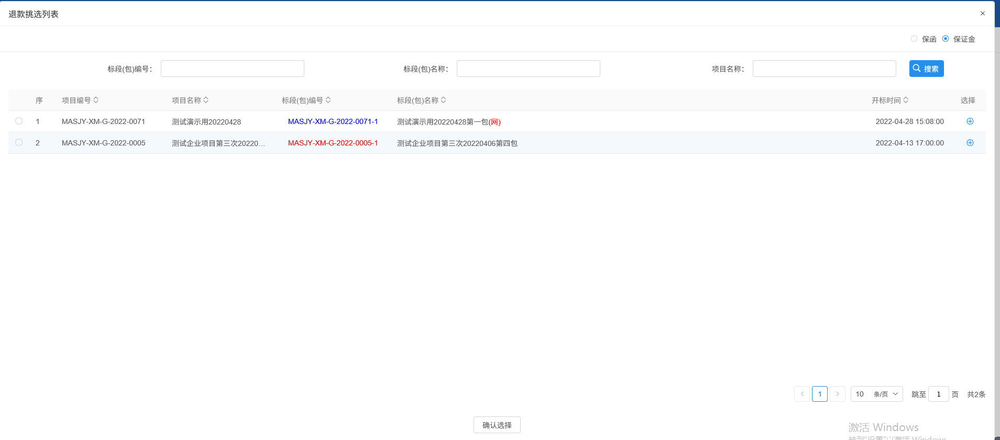 退款挑选列表
保函 保证金
标段(包)编号： 标段(包)名称： 项目名称： 搜索
序 项目编号 项目名称 标段(包)编号 标段(包)名称 开标时间 选择
1 MASJY-XM-G-2022-0071 测试演示用20220428 MASJY-XM-G-2022-0071-1 测试演示用20220428第一包(网) 2022-04-28 15:08:00
2 MASJY-XM-G-2022-0005 测试企业项目第三次20220... MASJY-XM-G-2022-0005-1 测试企业项目第三次20220406第四包 2022-04-13 17:00:00
1 10 条/页 跳至 1 页 共2条
确认选择
激活 Windows
转到"设置"以激活 Windows